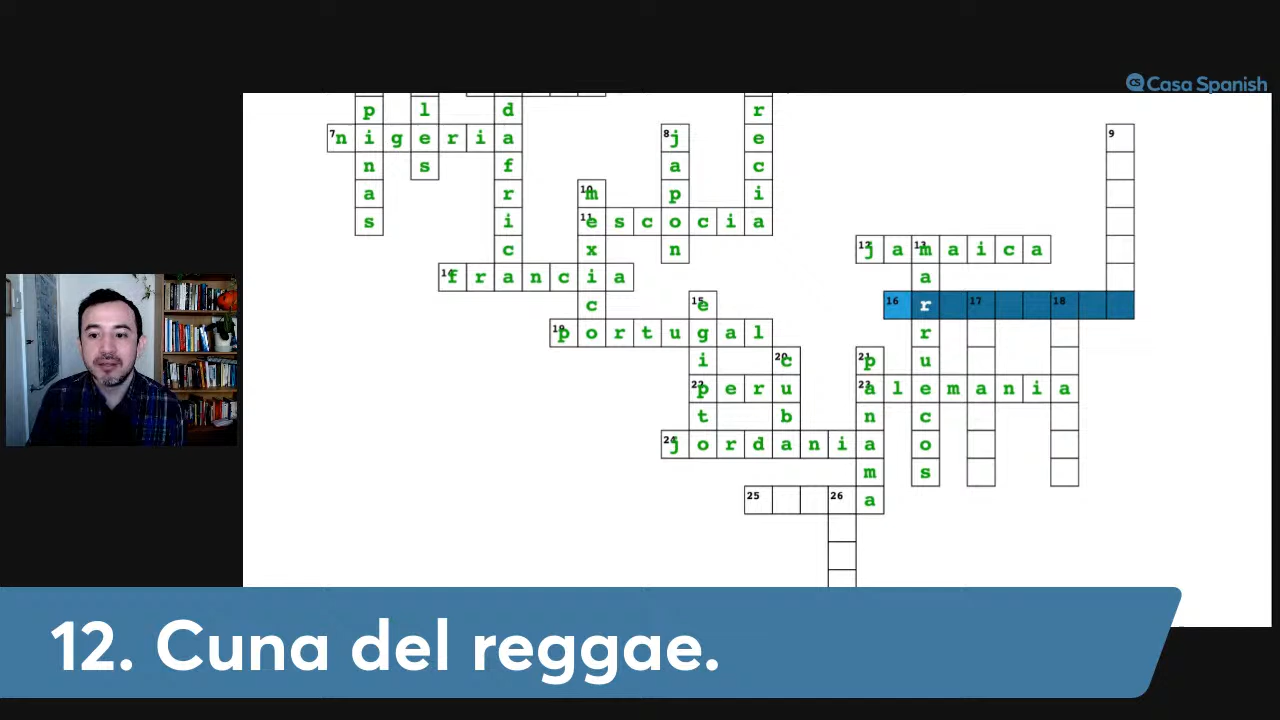 Casa Spanish
p l d r
7 n i g e r i a 8 j e 9
n s f a c
a r 10 m p i
s i 11 e s c o c i a
c x n 12 j a 13 m a i c a
14 f r a n c i a a
c 15 e 16 r 17 18
19 p o r t u g a l r
i 20 c 21 p u
22 p e r u 23 a l e m a n i a
t b n c
24 j o r d a n i a o
m s
25 26 a
12. Cuna del reggae.